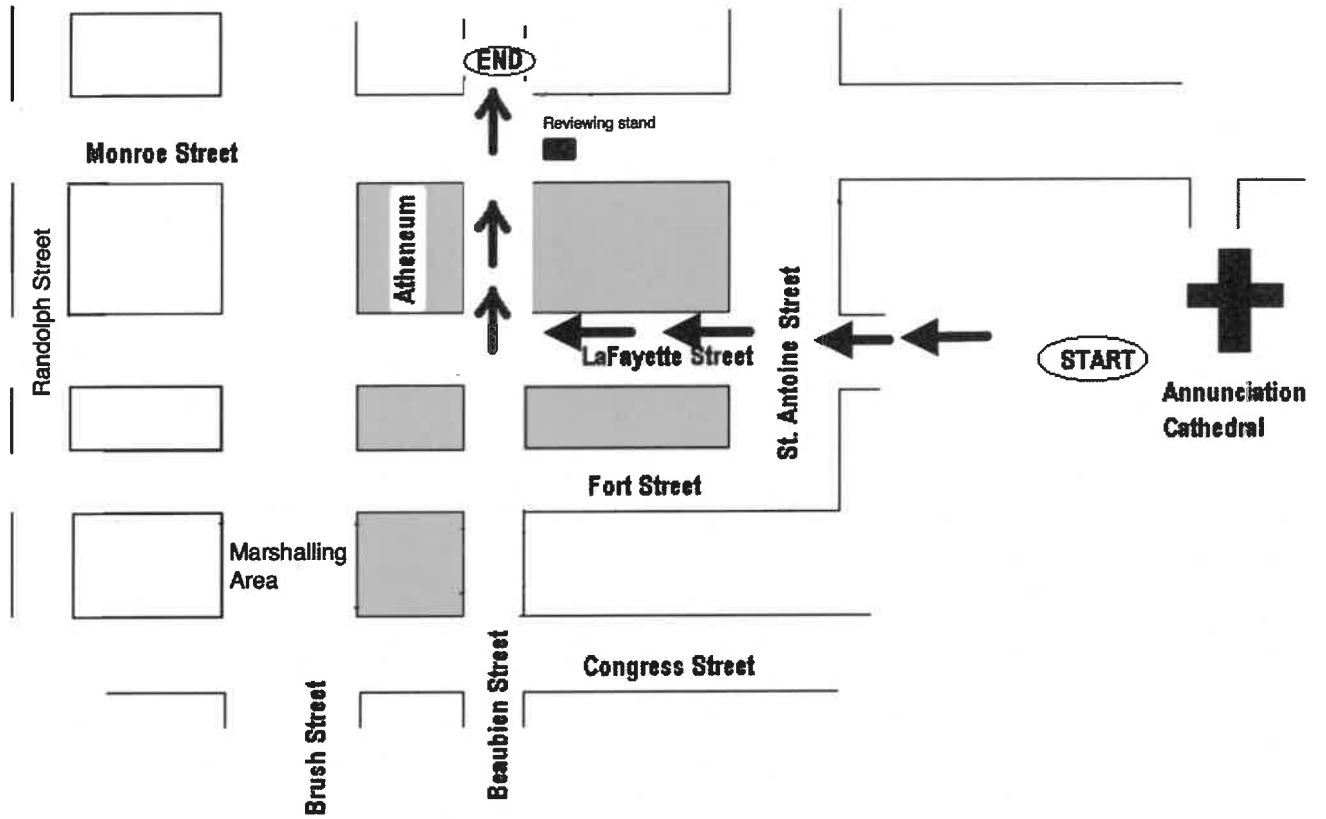 END
Reviewing stand
Monroe Street
Randolph Street
Atheneum
St. Antoine Street
LaFayette Street
START
Annunciation
Cathedral
Fort Street
Marshalling
Area
Congress Street
Beaubien Street
Brush Street